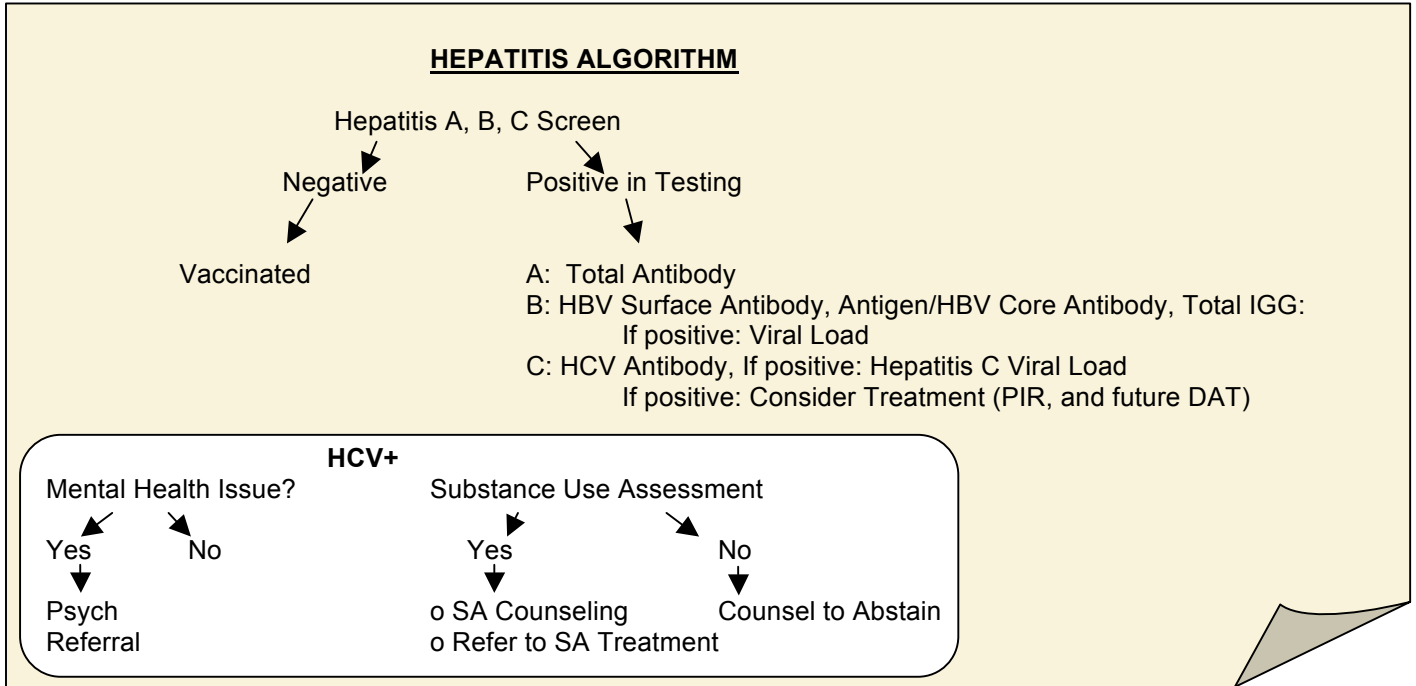 HEPATITIS ALGORITHM
Hepatitis A, B, C Screen
Negative
Positive in Testing
Vaccinated
A: Total Antibody
B: HBV Surface Antibody, Antigen/HBV Core Antibody, Total IGG:
If positive: Viral Load
C: HCV Antibody, If positive: Hepatitis C Viral Load
If positive: Consider Treatment (PIR, and future DAT)
HCV+
Mental Health Issue?
Substance Use Assessment
Yes
No
Yes
No
Psych
Referral
o SA Counseling
o Refer to SA Treatment
Counsel to Abstain